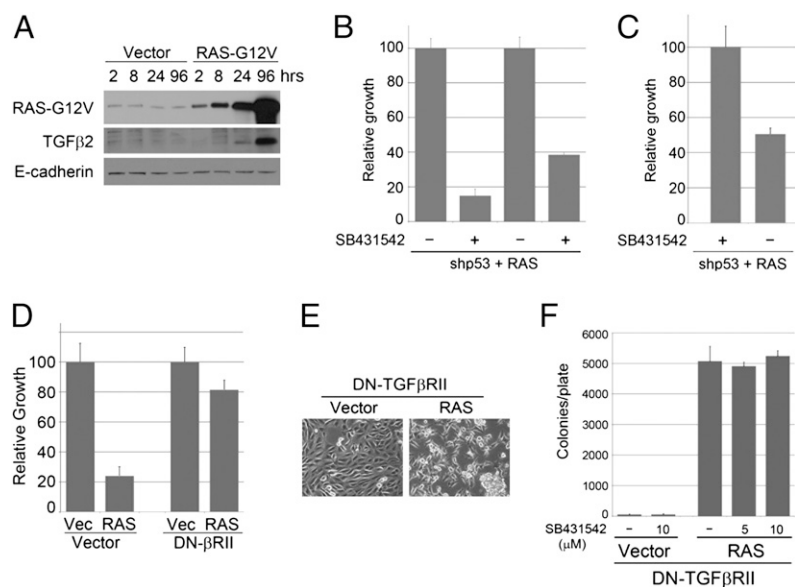 A
Vector RAS-G12V
2 8 24 96 2 8 24 96 hrs
RAS-G12V
TGFβ2
E-cadherin
B
Relative growth
100
80
60
40
20
0
SB431542 − + − +
shp53 + RAS
C
Relative growth
100
80
60
40
20
0
SB431542 + −
shp53 + RAS
D
Relative Growth
100
80
60
40
20
0
Vec RAS Vec RAS
Vector DN-βRII
E
DN-TGFβRII
Vector RAS
F
Colonies/plate
6000
5000
4000
3000
2000
1000
0
SB431542 − 10 − 5 10
(μM)
Vector RAS
DN-TGFβRII